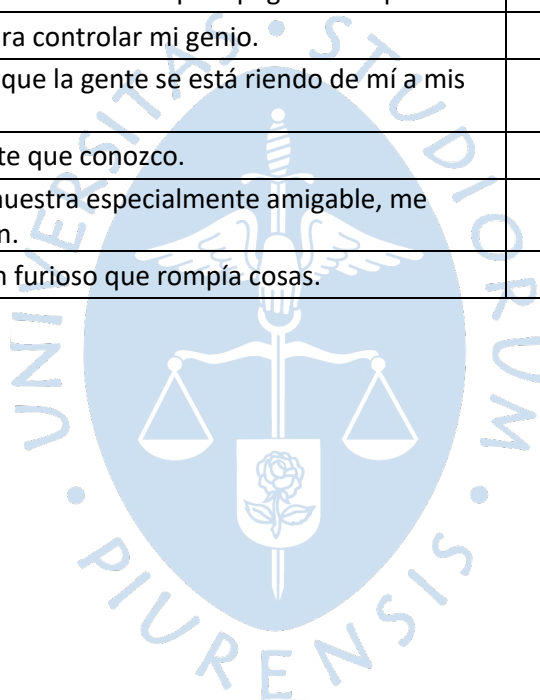 ra controlar mi genio.
que la gente se está riendo de mí a mis
te que conozco.
nuestra especialmente amigable, me
n.
n furioso que rompía cosas.
UNIVERSITAS • STUDIORUM • PIURENSIS •